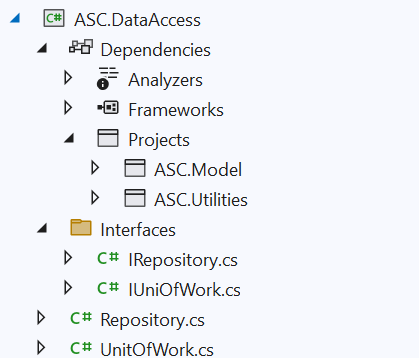 C# ASC.DataAccess
Dependencies
Analyzers
Frameworks
Projects
ASC.Model
ASC.Utilities
Interfaces
C# IRepository.cs
C# IUniOfWork.cs
C# Repository.cs
C# UnitOfWork.cs